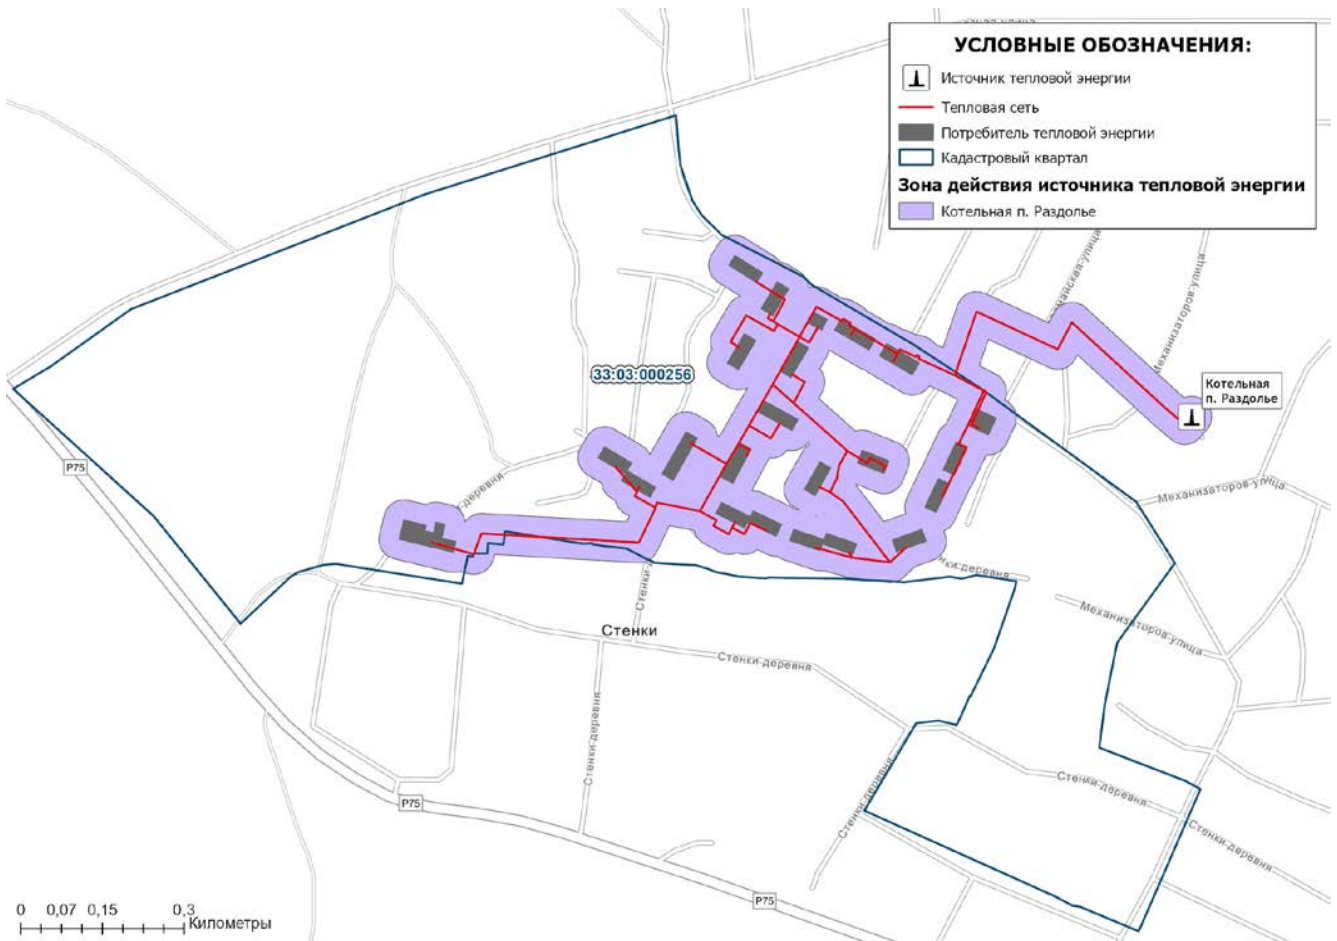 УСЛОВНЫЕ ОБОЗНАЧЕНИЯ:
Источник тепловой энергии
Тепловая сеть
Потребитель тепловой энергии
Кадастровый квартал
Зона действия источника тепловой энергии
Котельная п. Раздолье
Механизаторов-улица
33:03:000256
Котельная
п. Раздолье
Р75
деревня
Механизаторов-улица
деревня
Механизаторов-улица
Стенки
Стенки-деревня
Стенки-деревня
Стенки-деревня
Стенки-деревня
Стенки-деревня
Р75
Р75
0 0,07 0,15 0,3
Километры